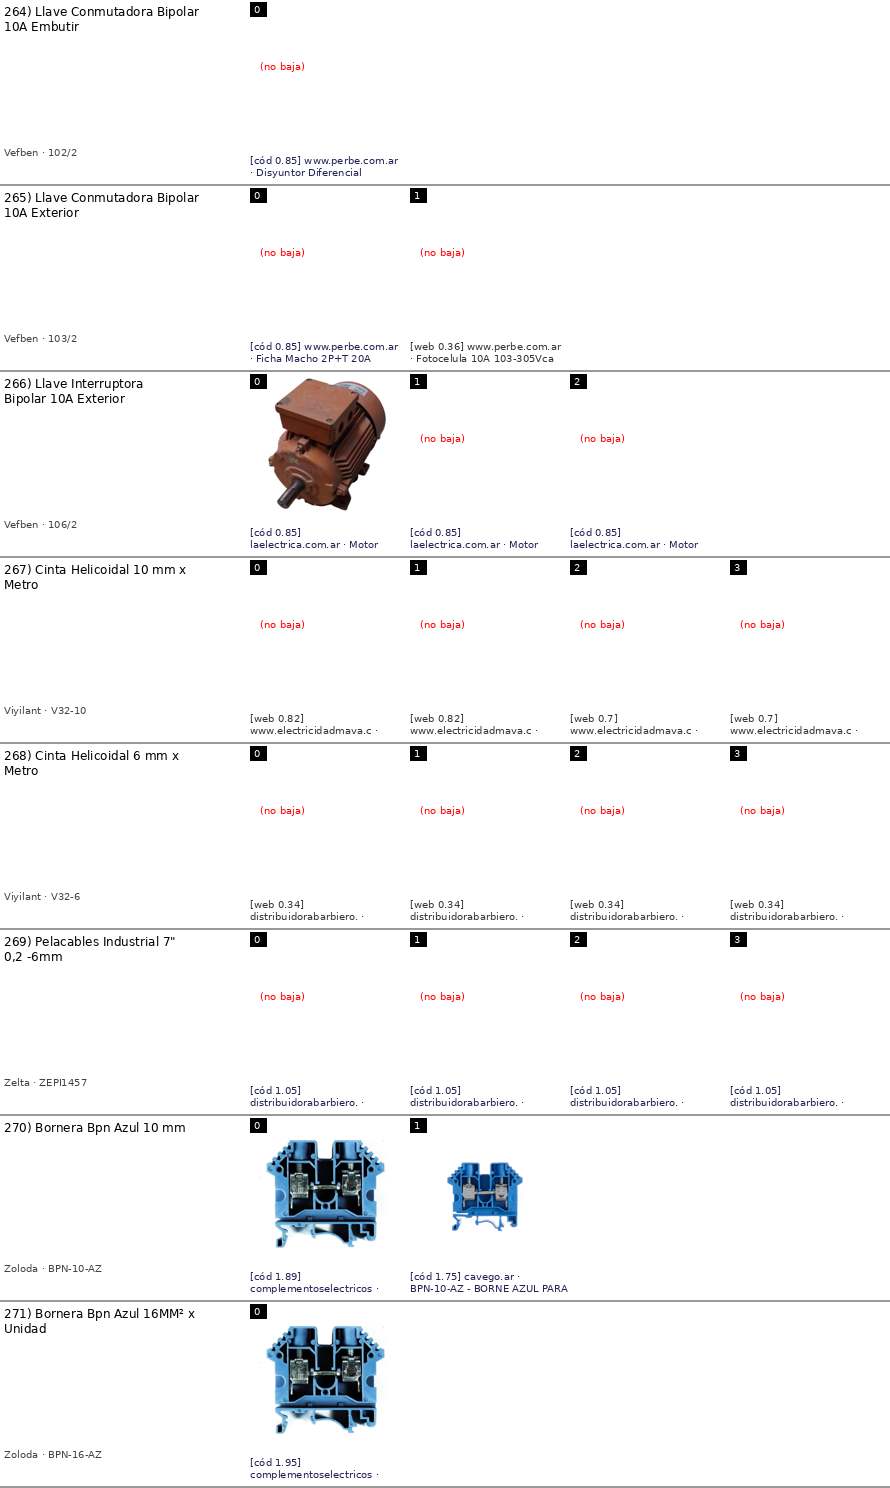 264) Llave Conmutadora Bipolar
10A Embutir
0
(no baja)
Vefben · 102/2
[cód 0.85] www.perbe.com.ar
· Disyuntor Diferencial
265) Llave Conmutadora Bipolar
10A Exterior
0
1
(no baja)
(no baja)
Vefben · 103/2
[cód 0.85] www.perbe.com.ar
· Ficha Macho 2P+T 20A
[web 0.36] www.perbe.com.ar
· Fotocelula 10A 103-305Vca
266) Llave Interruptora
Bipolar 10A Exterior
0
1
2
(no baja)
(no baja)
Vefben · 106/2
[cód 0.85]
laelectrica.com.ar · Motor
[cód 0.85]
laelectrica.com.ar · Motor
[cód 0.85]
laelectrica.com.ar · Motor
267) Cinta Helicoidal 10 mm x
Metro
0
1
2
3
(no baja)
(no baja)
(no baja)
(no baja)
Viyilant · V32-10
[web 0.82]
www.electricidadmava.c ·
[web 0.82]
www.electricidadmava.c ·
[web 0.7]
www.electricidadmava.c ·
[web 0.7]
www.electricidadmava.c ·
268) Cinta Helicoidal 6 mm x
Metro
0
1
2
3
(no baja)
(no baja)
(no baja)
(no baja)
Viyilant · V32-6
[web 0.34]
distribuidorabarbiero. ·
[web 0.34]
distribuidorabarbiero. ·
[web 0.34]
distribuidorabarbiero. ·
[web 0.34]
distribuidorabarbiero. ·
269) Pelacables Industrial 7"
0,2 -6mm
0
1
2
3
(no baja)
(no baja)
(no baja)
(no baja)
Zelta · ZEPI1457
[cód 1.05]
distribuidorabarbiero. ·
[cód 1.05]
distribuidorabarbiero. ·
[cód 1.05]
distribuidorabarbiero. ·
[cód 1.05]
distribuidorabarbiero. ·
270) Bornera Bpn Azul 10 mm
0
1
Zoloda · BPN-10-AZ
[cód 1.89]
complementoselectricos ·
[cód 1.75] cavego.ar ·
BPN-10-AZ - BORNE AZUL PARA
271) Bornera Bpn Azul 16MM² x
Unidad
0
Zoloda · BPN-16-AZ
[cód 1.95]
complementoselectricos ·